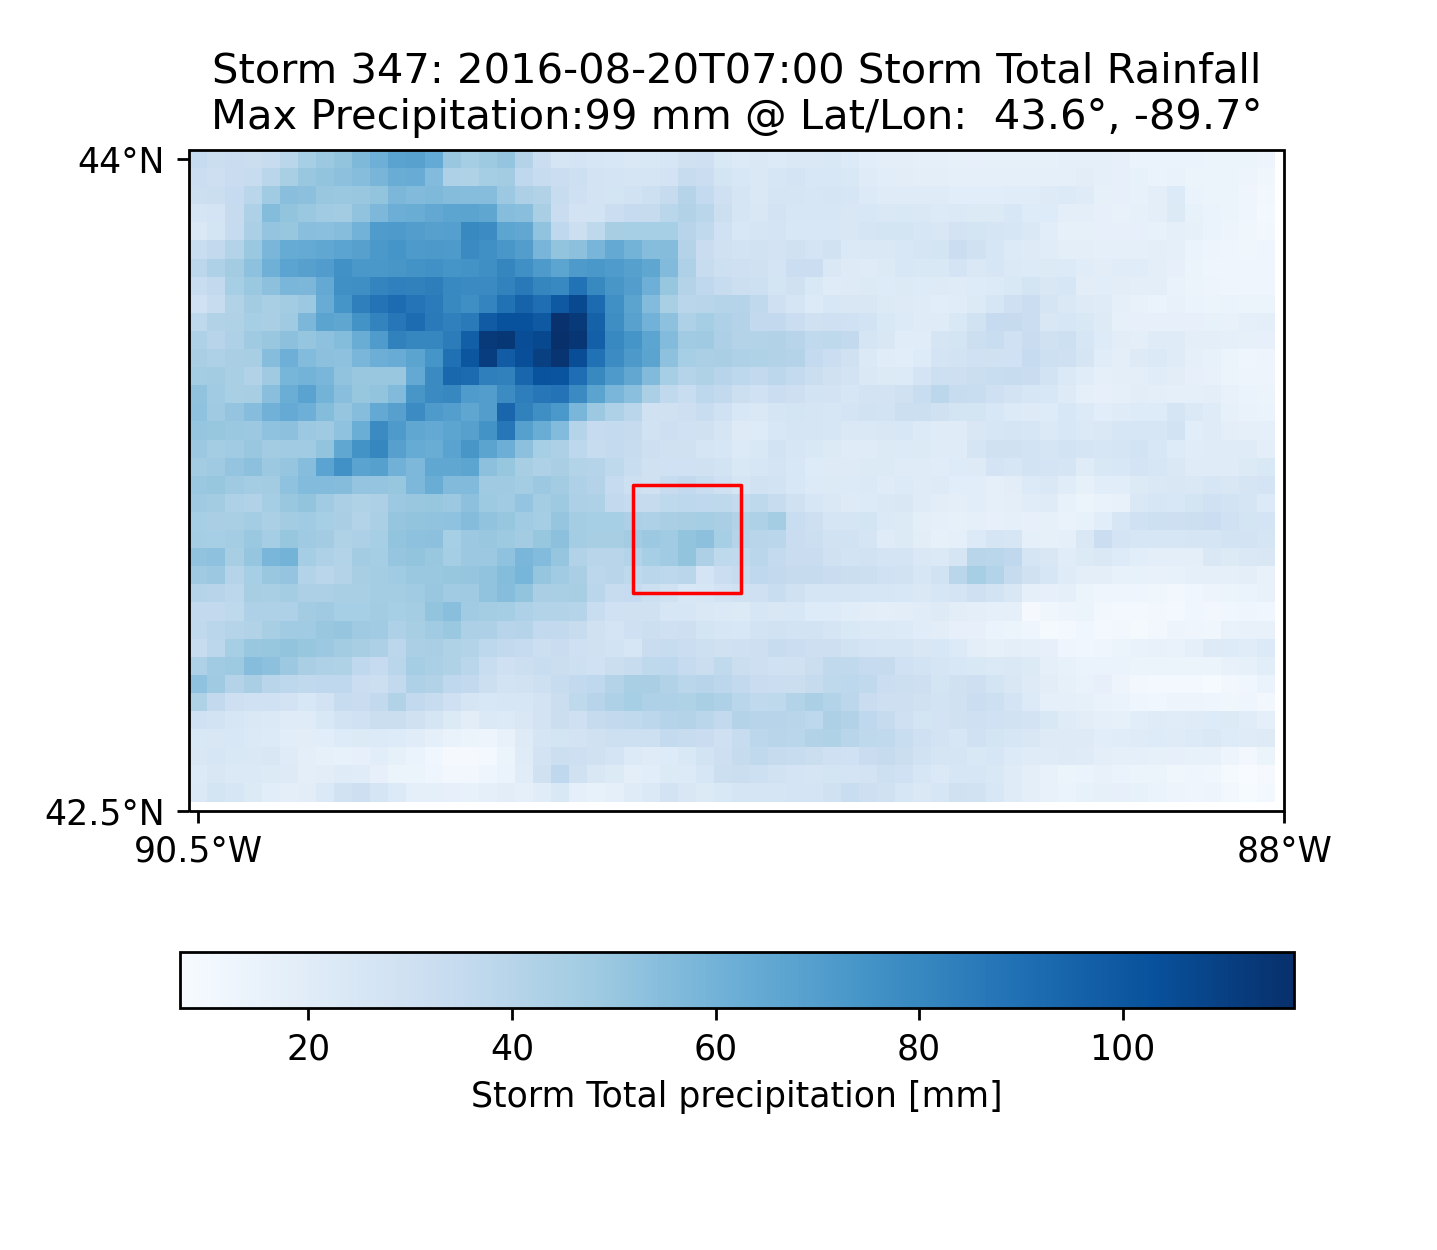 Storm 347: 2016-08-20T07:00 Storm Total Rainfall
Max Precipitation:99 mm @ Lat/Lon:  43.6°, -89.7°
44°N
42.5°N
90.5°W
88°W
20
40
60
80
100
Storm Total precipitation [mm]